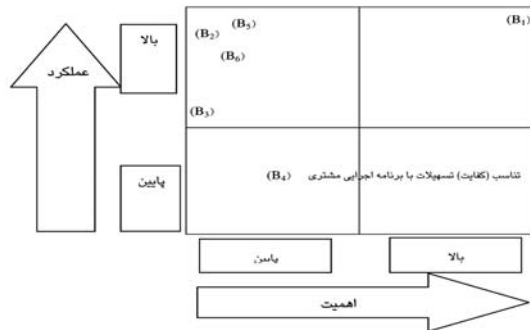 (B₁)
(B₅)
(B₂)
(B₆)
(B₃)
بالا
عملکرد
تناسب (کفایت) تسهیلات با برنامه اجرایی مشتری (B₄)
پایین
بالا
پایین
اهمیت